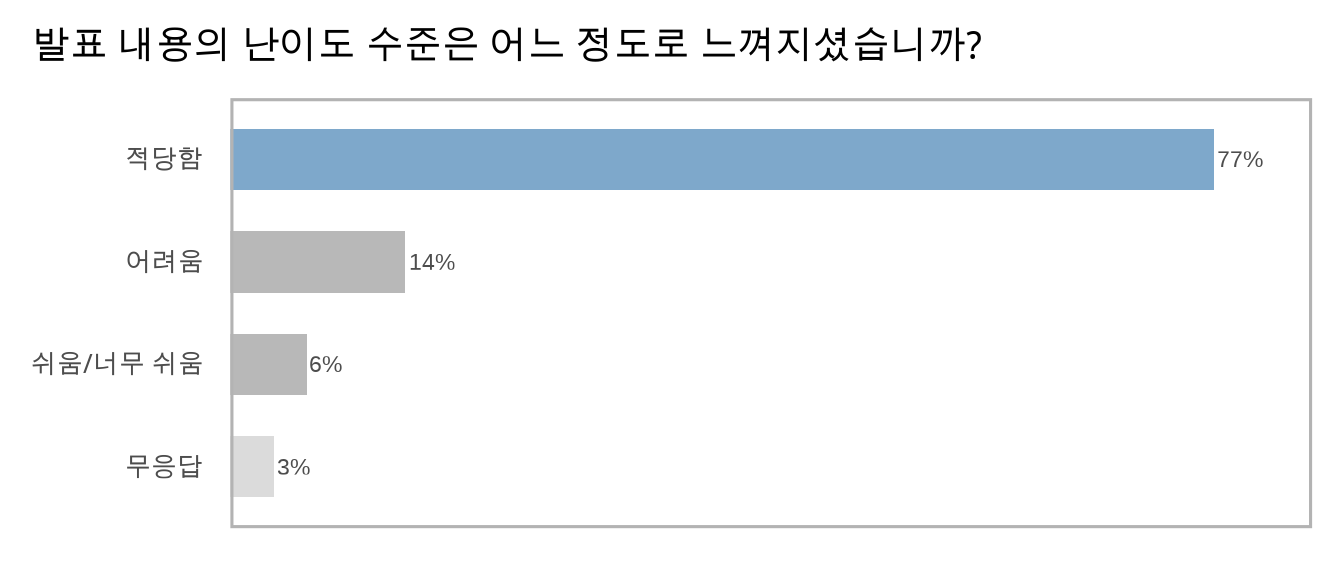 발표 내용의 난이도 수준은 어느 정도로 느껴지셨습니까?
적당함 77%
어려움 14%
쉬움/너무 쉬움 6%
무응답 3%